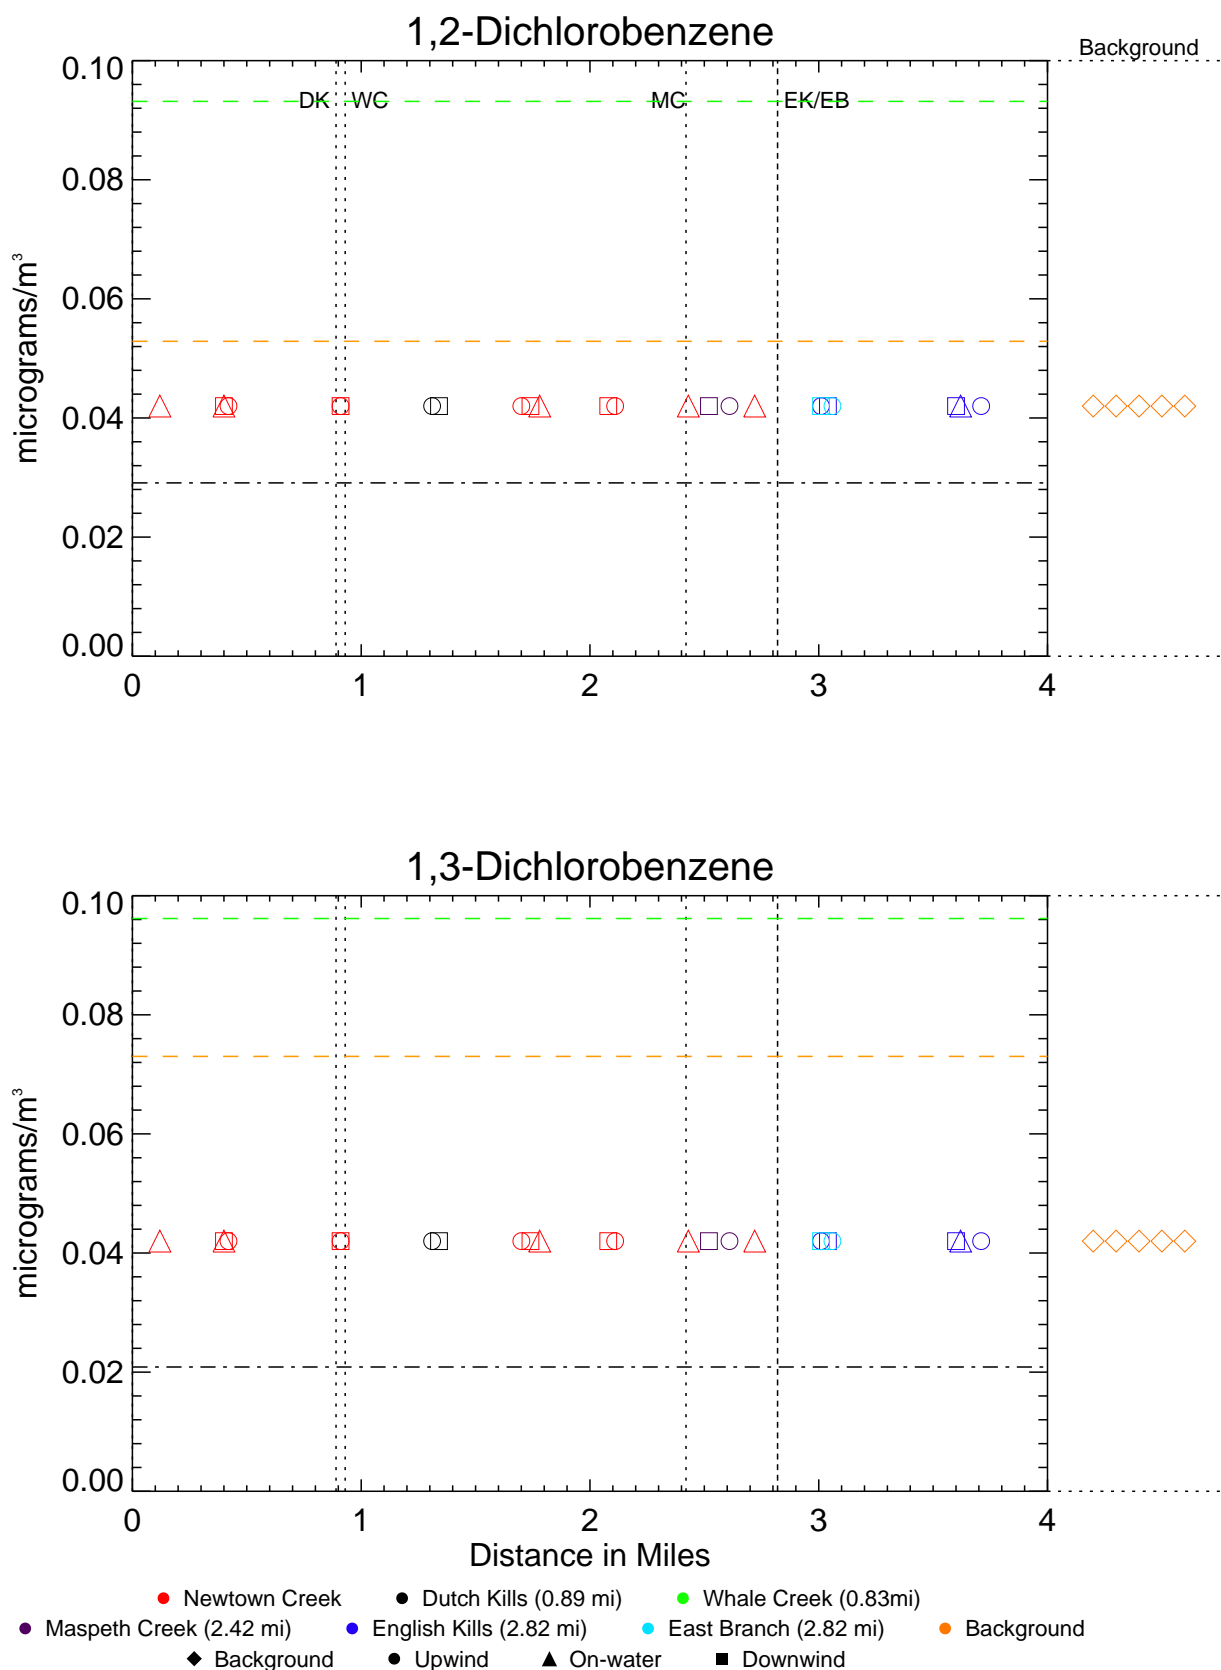 1,2-Dichlorobenzene
Background
DK WC MC EK/EB
0.10
0.08
0.06
0.04
0.02
0.00
micrograms/m³
0 1 2 3 4
1,3-Dichlorobenzene
0.10
0.08
0.06
0.04
0.02
0.00
micrograms/m³
0 1 2 3 4
Distance in Miles
Newtown Creek Dutch Kills (0.89 mi) Whale Creek (0.83mi)
Maspeth Creek (2.42 mi) English Kills (2.82 mi) East Branch (2.82 mi) Background
Background Upwind On-water Downwind